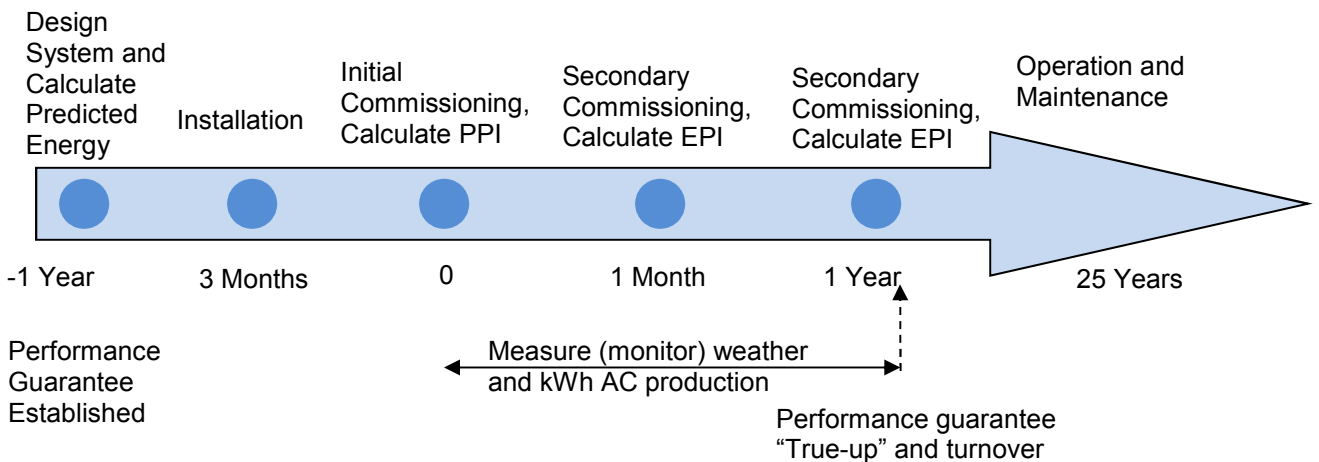 Design
System and
Calculate
Predicted
Energy
Installation
Initial
Commissioning,
Calculate PPI
Secondary
Commissioning,
Calculate EPI
Secondary
Commissioning,
Calculate EPI
Operation and
Maintenance
-1 Year
3 Months
0
1 Month
1 Year
25 Years
Performance
Guarantee
Established
Measure (monitor) weather
and kWh AC production
Performance guarantee
“True-up” and turnover